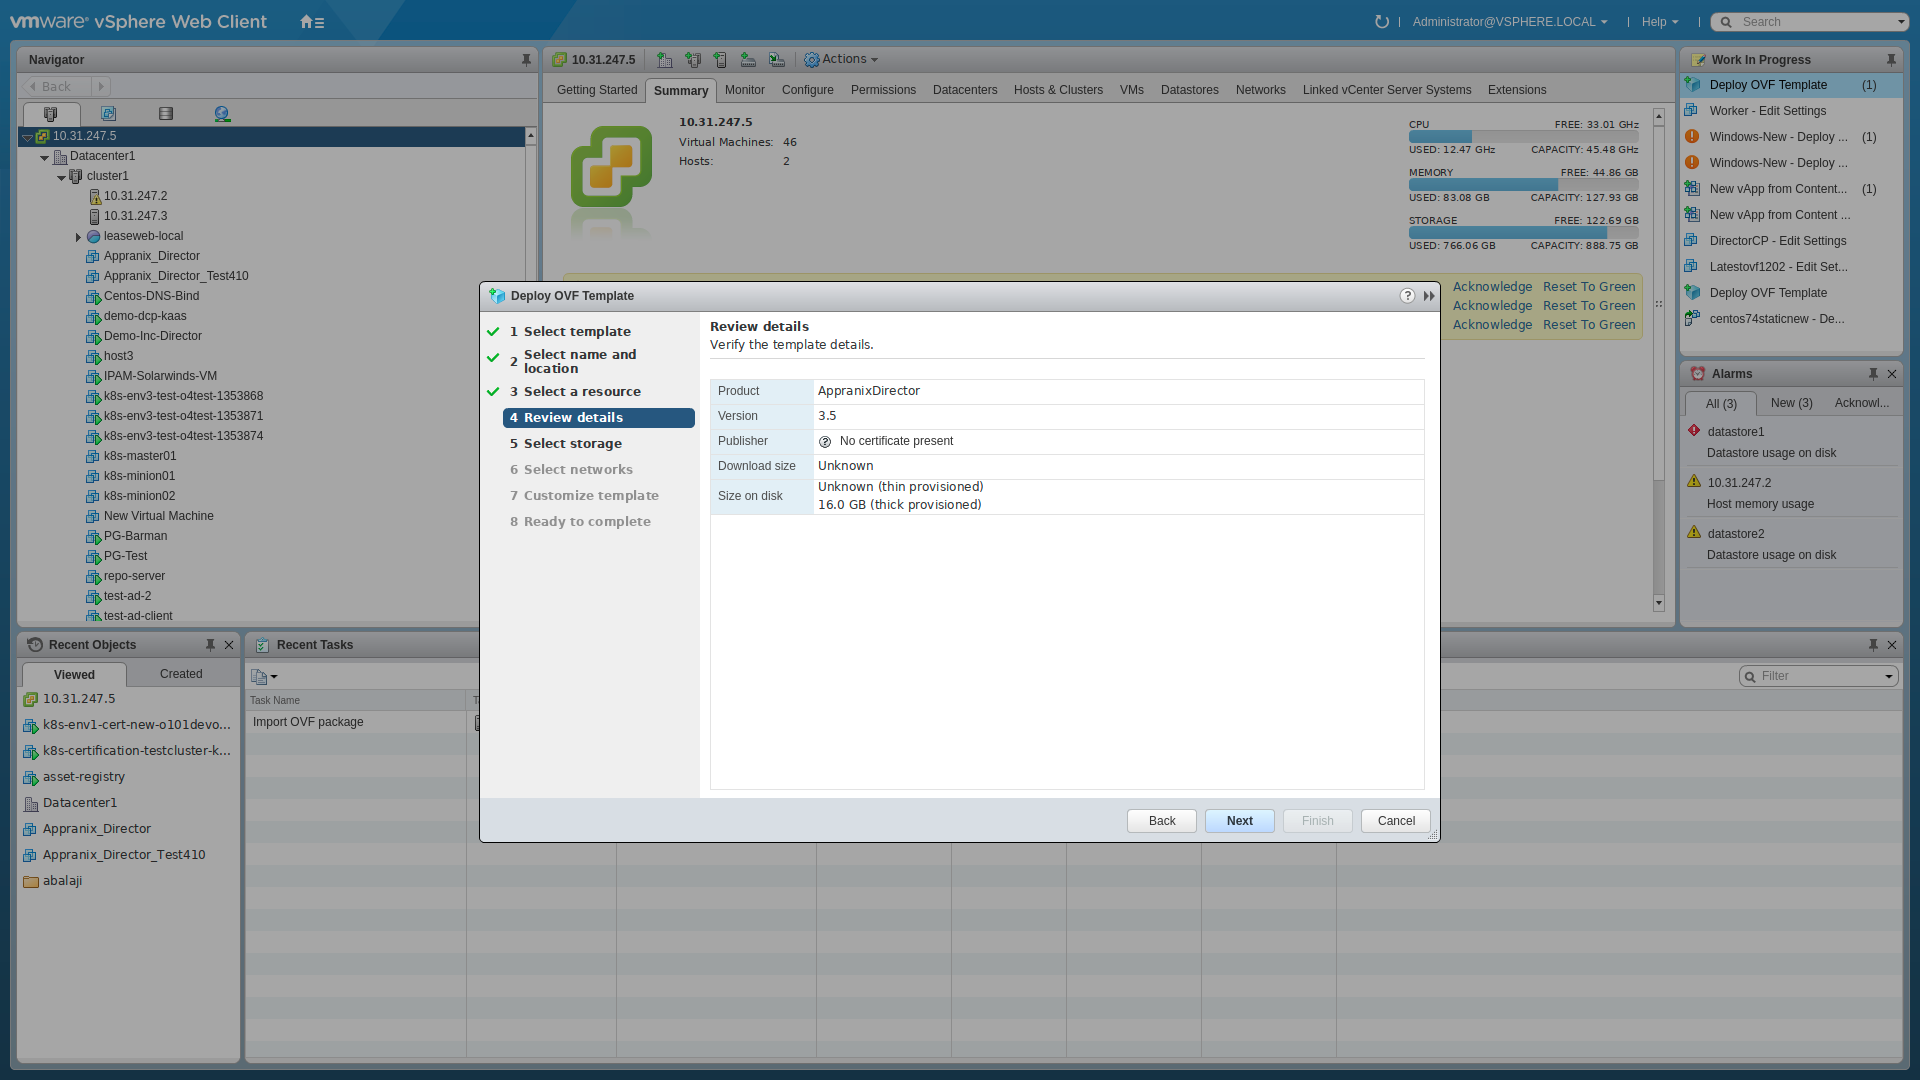 vmware® vSphere Web Client
Administrator@VSPHERE.LOCAL
Help
Search
Navigator
Back
10.31.247.5
Datacenter1
cluster1
10.31.247.2
10.31.247.3
leaseweb-local
Appranix_Director
Appranix_Director_Test410
Centos-DNS-Bind
demo-dcp-kaas
Demo-Inc-Director
host3
IPAM-Solarwinds-VM
k8s-env3-test-o4test-1353868
k8s-env3-test-o4test-1353871
k8s-env3-test-o4test-1353874
k8s-master01
k8s-minion01
k8s-minion02
New Virtual Machine
PG-Barman
PG-Test
repo-server
test-ad-2
test-ad-client
10.31.247.5
Actions
Getting Started Summary Monitor Configure Permissions Datacenters Hosts & Clusters VMs Datastores Networks Linked vCenter Server Systems Extensions
10.31.247.5
Virtual Machines: 46
Hosts: 2
CPU FREE: 33.01 GHz
USED: 12.47 GHz CAPACITY: 45.48 GHz
MEMORY FREE: 44.86 GB
USED: 83.08 GB CAPACITY: 127.93 GB
STORAGE FREE: 122.69 GB
USED: 766.06 GB CAPACITY: 888.75 GB
Acknowledge Reset To Green
Acknowledge Reset To Green
Acknowledge Reset To Green
Deploy OVF Template
1 Select template
2 Select name and
location
3 Select a resource
4 Review details
5 Select storage
6 Select networks
7 Customize template
8 Ready to complete
Review details
Verify the template details.
Product AppranixDirector
Version 3.5
Publisher No certificate present
Download size Unknown
Size on disk Unknown (thin provisioned)
16.0 GB (thick provisioned)
Back Next Finish Cancel
Work In Progress
Deploy OVF Template (1)
Worker - Edit Settings
Windows-New - Deploy ... (1)
Windows-New - Deploy ...
New vApp from Content... (1)
New vApp from Content ...
DirectorCP - Edit Settings
Latestovf1202 - Edit Set...
Deploy OVF Template
centos74staticnew - De...
Alarms
All (3) New (3) Acknowl...
datastore1
Datastore usage on disk
10.31.247.2
Host memory usage
datastore2
Datastore usage on disk
Recent Objects
Viewed Created
10.31.247.5
k8s-env1-cert-new-o101devo...
k8s-certification-testcluster-k...
asset-registry
Datacenter1
Appranix_Director
Appranix_Director_Test410
abalaji
Recent Tasks
Filter
Task Name
Import OVF package